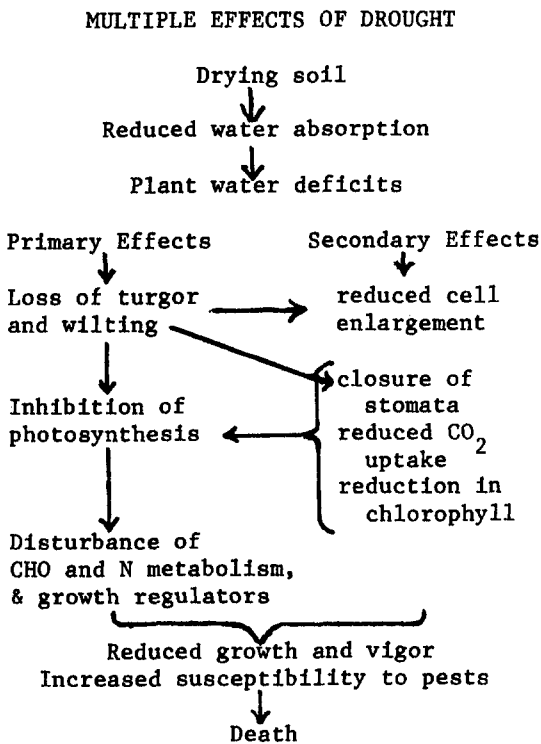 MULTIPLE EFFECTS OF DROUGHT
Drying soil
Reduced water absorption
Plant water deficits
Primary Effects
Loss of turgor
and wilting
Inhibition of
photosynthesis
Disturbance of
CHO and N metabolism,
& growth regulators
Secondary Effects
reduced cell
enlargement
closure of
stomata
reduced CO2
uptake
reduction in
chlorophyll
Reduced growth and vigor
Increased susceptibility to pests
Death